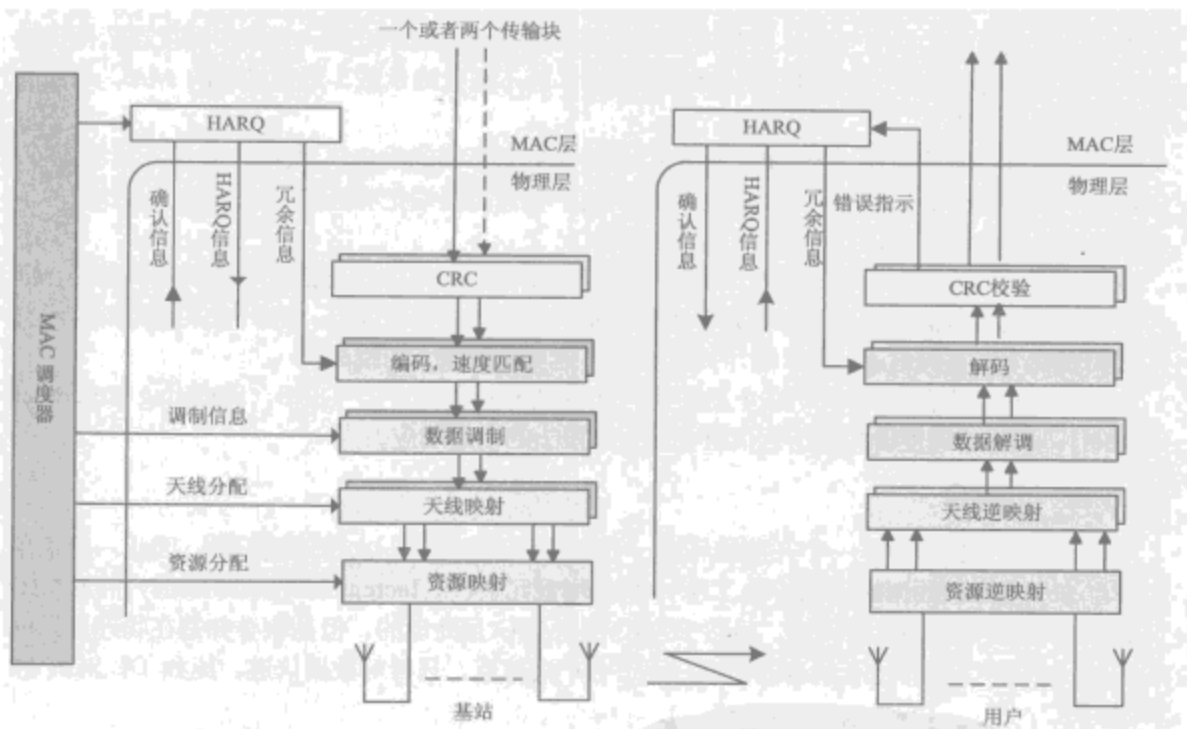 一个或者两个传输块
MAC 调度器
HARQ
MAC层
物理层
确认信息
HARQ信息
冗余信息
CRC
编码，速度匹配
调制信息
数据调制
天线分配
天线映射
资源分配
资源映射
基站
HARQ
MAC层
物理层
确认信息
HARQ信息
冗余信息
错误指示
CRC校验
解码
数据解调
天线逆映射
资源逆映射
用户